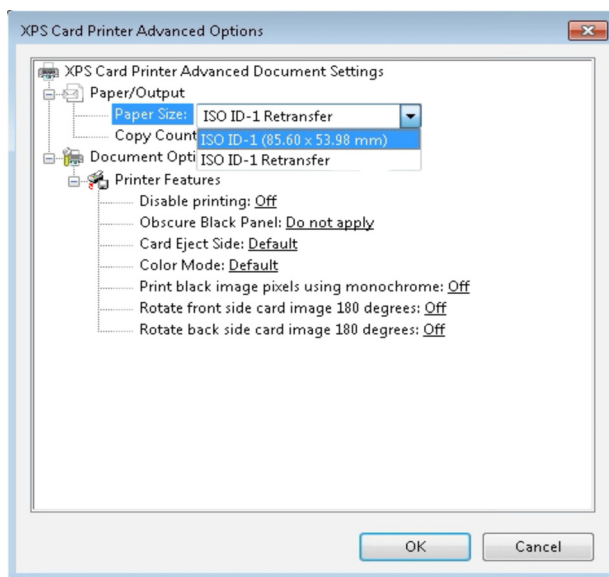 XPS Card Printer Advanced Options
XPS Card Printer Advanced Document Settings
Paper/Output
Paper Size: ISO ID-1 Retransfer
Copy Count
ISO ID-1 (85.60 x 53.98 mm)
Document Opti
ISO ID-1 Retransfer
Printer Features
Disable printing: Off
Obscure Black Panel: Do not apply
Card Eject Side: Default
Color Mode: Default
Print black image pixels using monochrome: Off
Rotate front side card image 180 degrees: Off
Rotate back side card image 180 degrees: Off
OK
Cancel